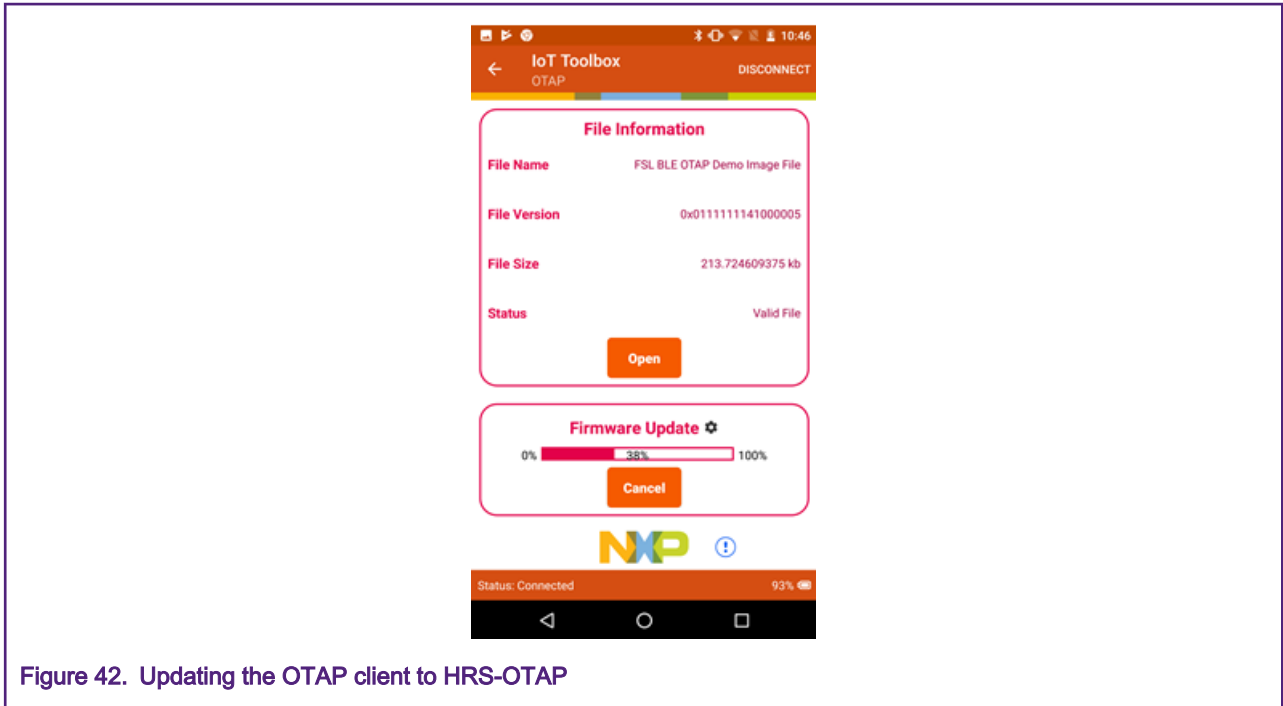 10:46
IoT Toolbox
OTAP
DISCONNECT
File Information
File Name FSL BLE OTAP Demo Image File
File Version 0x0111111141000005
File Size 213.724609375 kb
Status Valid File
Open
Firmware Update
0% 38% 100%
Cancel
NXP
Status: Connected 93%
Figure 42. Updating the OTAP client to HRS-OTAP